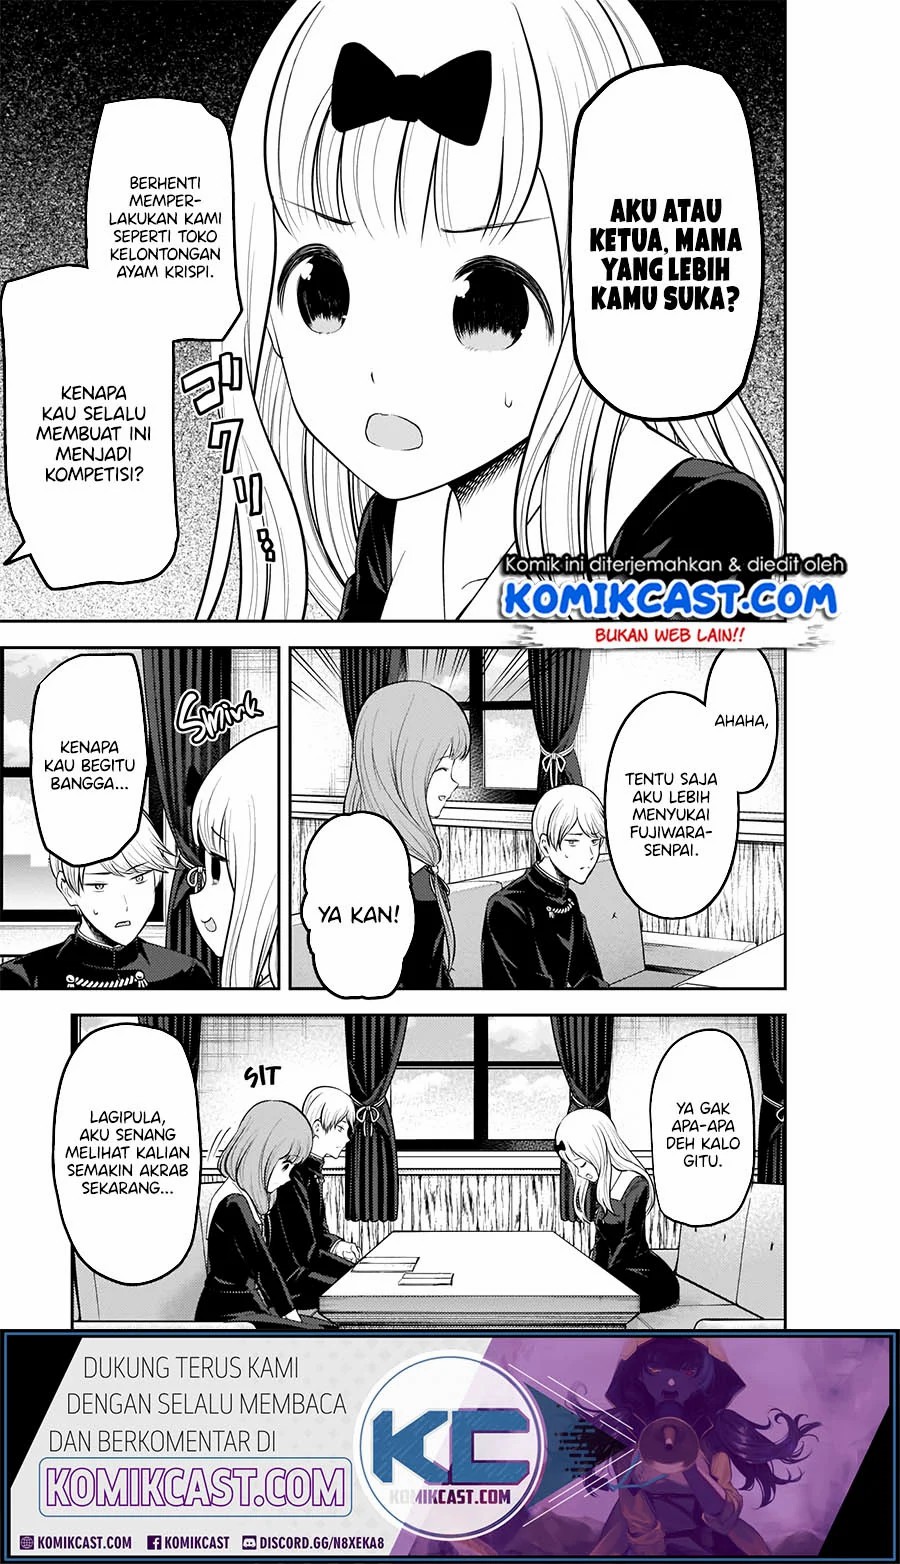 AKU ATAU
KETUA, MANA
YANG LEBIH
KAMU SUKA?
BERHENTI
MEMPER-
LAKUKAN KAMI
SEPERTI TOKO
KELONTONGAN
AYAM KRISPI.
KENAPA
KAU SELALU
MEMBUAT INI
MENJADI
KOMPETISI?
ゴゴゴ
Komik ini diterjemahkan & diedit oleh
KOMIKCAST.COM
BUKAN WEB LAIN!!
AHAHA,
TENTU SAJA
AKU LEBIH
MENYUKAI
FUJIWARA-
SENPAI.
YA KAN!
Swink
KENAPA
KAU BEGITU
BANGGA...
YA GAK
APA-APA
DEH KALO
GITU.
SIT
LAGIPULA,
AKU SENANG
MELIHAT KALIAN
SEMAKIN AKRAB
SEKARANG...
DUKUNG TERUS KAMI
DENGAN SELALU MEMBACA
DAN BERKOMENTAR DI
KOMIKCAST.COM
KC
KOMIKCAST.COM
KOMIKCAST.COM KOMIKCAST DISCORD.GG/N8XEKA8